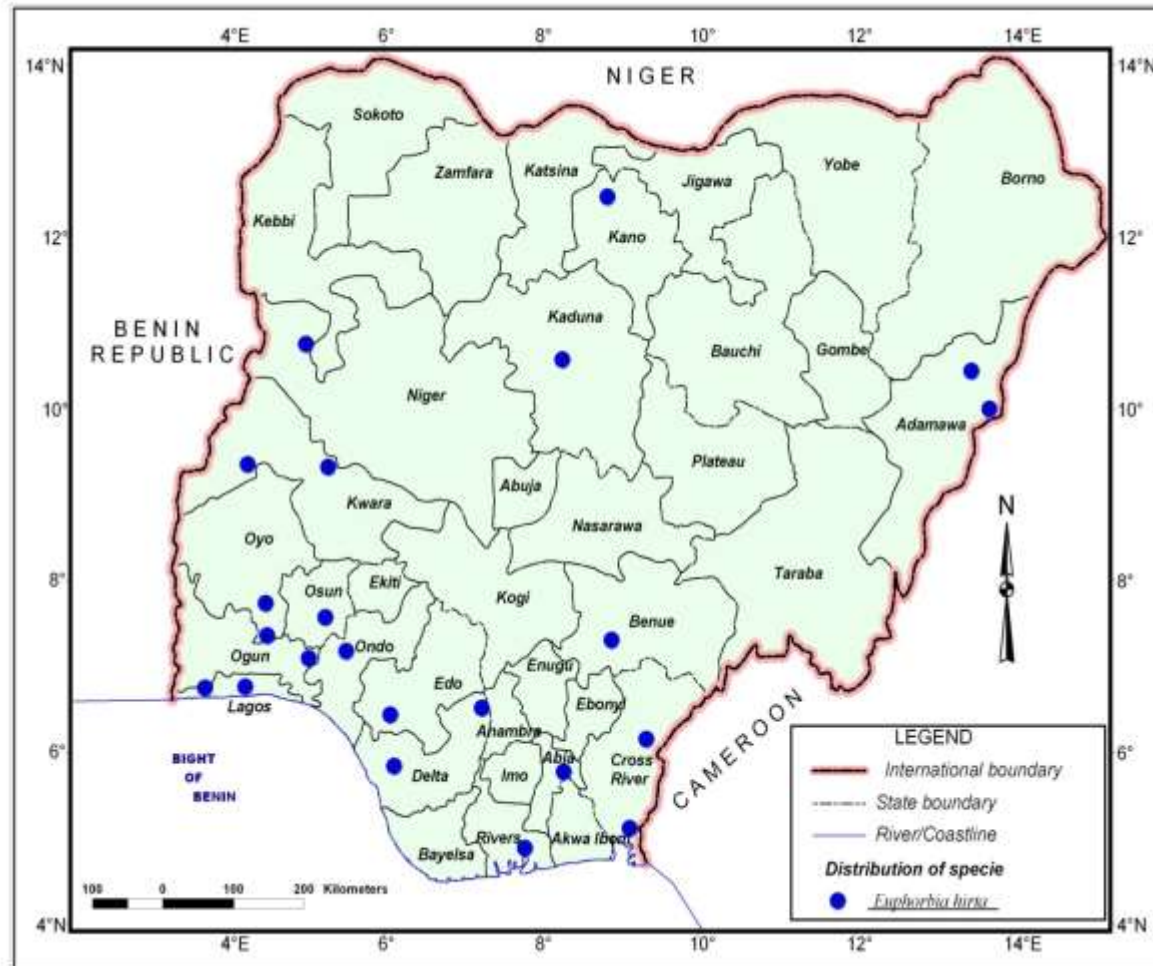 4°E 6° 8° 10° 12° 14°E
14°N 14°N
NIGER
Sokoto
Zamfara
Katsina
Jigawa
Yobe
Borno
Kebbi
Kano
12° 12°
BENIN
REPUBLIC
Kaduna
Bauchi
Gombe
Niger
Adamawa
10° 10°
Plateau
Abuja
Kwara
Nasarawa
N
Oyo
Taraba
8° 8°
Osun
Ekiti
Kogi
Benue
Ogun
Ondo
Enugu
Edo
Ebonyi
Lagos
Anambra
6° 6°
Cross
River
Abia
Imo
Delta
BIGHT
OF
BENIN
CAMEROON
Rivers
Akwa Ibom
Bayelsa
LEGEND
International boundary
State boundary
River/Coastline
Distribution of specie
Euphorbia hirta
100 0 100 200 Kilometers
4°N 4°N
4°E 6° 8° 10° 12° 14°E